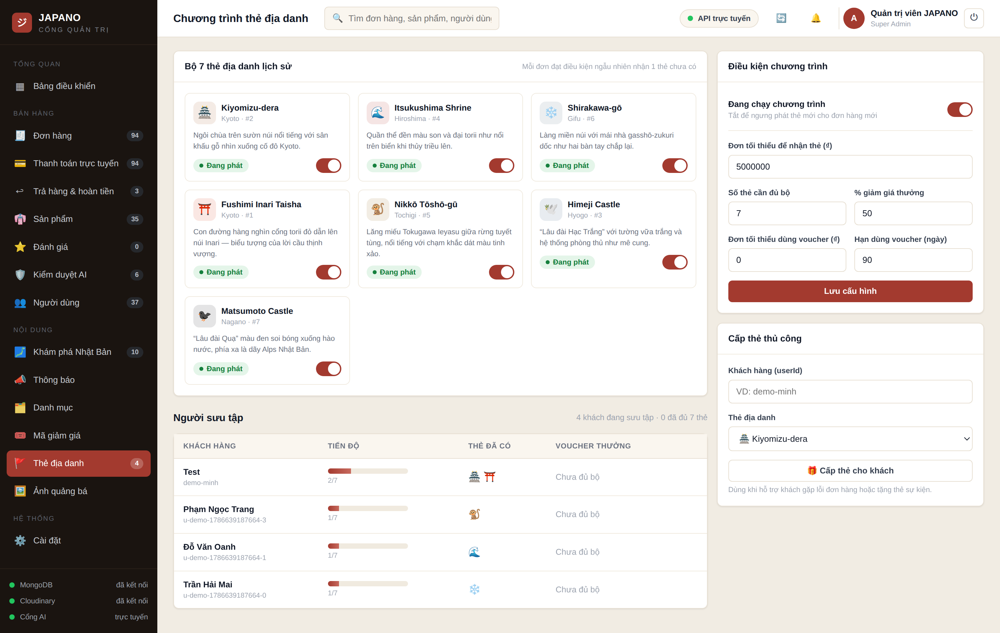 ジ
JAPANO
CỔNG QUẢN TRỊ
TỔNG QUAN
Bảng điều khiển
BÁN HÀNG
Đơn hàng 94
Thanh toán trực tuyến 94
Trả hàng & hoàn tiền 3
Sản phẩm 35
Đánh giá 0
Kiểm duyệt AI 6
Người dùng 37
NỘI DUNG
Khám phá Nhật Bản 10
Thông báo
Danh mục
Mã giảm giá
Thẻ địa danh 4
Ảnh quảng bá
HỆ THỐNG
Cài đặt
MongoDB đã kết nối
Cloudinary đã kết nối
Cổng AI trực tuyến
Chương trình thẻ địa danh
Tìm đơn hàng, sản phẩm, người dùng
API trực tuyến
A
Quản trị viên JAPANO
Super Admin
Bộ 7 thẻ địa danh lịch sử
Mỗi đơn đạt điều kiện ngẫu nhiên nhận 1 thẻ chưa có
Kiyomizu-dera
Kyoto · #2
Ngôi chùa trên sườn núi nổi tiếng với sân
khấu gỗ nhìn xuống cố đô Kyoto.
Đang phát
Itsukushima Shrine
Hiroshima · #4
Quần thể đền màu son và đại torii như nổi
trên biển khi thủy triều lên.
Đang phát
Shirakawa-gō
Gifu · #6
Làng miền núi với mái nhà gasshō-zukuri
dốc như hai bàn tay chắp lại.
Đang phát
Fushimi Inari Taisha
Kyoto · #1
Con đường hàng nghìn cổng torii đỏ dẫn lên
núi Inari — biểu tượng của lời cầu thịnh
vượng.
Đang phát
Nikkō Tōshō-gū
Tochigi · #5
Lăng miếu Tokugawa Ieyasu giữa rừng tuyết
tùng, nổi tiếng với chạm khắc dát màu tinh
xảo.
Đang phát
Himeji Castle
Hyogo · #3
“Lâu đài Hạc Trắng” với tường vữa trắng và
hệ thống phòng thủ như mê cung.
Đang phát
Matsumoto Castle
Nagano · #7
“Lâu đài Quạ” màu đen soi bóng xuống hào
nước, phía xa là dãy Alps Nhật Bản.
Đang phát
Người sưu tập
4 khách đang sưu tập · 0 đã đủ 7 thẻ
KHÁCH HÀNG TIẾN ĐỘ THẺ ĐÃ CÓ VOUCHER THƯỞNG
Test
demo-minh
2/7
Chưa đủ bộ
Phạm Ngọc Trang
u-demo-1786639187664-3
1/7
Chưa đủ bộ
Đỗ Văn Oanh
u-demo-1786639187664-1
1/7
Chưa đủ bộ
Trần Hải Mai
u-demo-1786639187664-0
1/7
Chưa đủ bộ
Điều kiện chương trình
Đang chạy chương trình
Tắt để ngưng phát thẻ mới cho đơn hàng mới
Đơn tối thiểu để nhận thẻ (₫)
5000000
Số thẻ cần đủ bộ
7
% giảm giá thưởng
50
Đơn tối thiểu dùng voucher (₫)
0
Hạn dùng voucher (ngày)
90
Lưu cấu hình
Cấp thẻ thủ công
Khách hàng (userId)
VD: demo-minh
Thẻ địa danh
Kiyomizu-dera
Cấp thẻ cho khách
Dùng khi hỗ trợ khách gặp lỗi đơn hàng hoặc tặng thẻ sự kiện.